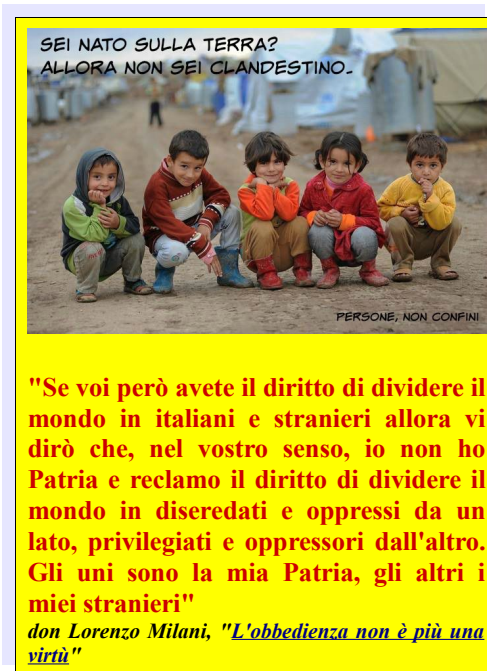 SEI NATO SULLA TERRA?
ALLORA NON SEI CLANDESTINO.
PERSONE, NON CONFINI
"Se voi però avete il diritto di dividere il
mondo in italiani e stranieri allora vi
dirò che, nel vostro senso, io non ho
Patria e reclamo il diritto di dividere il
mondo in diseredati e oppressi da un
lato, privilegiati e oppressori dall'altro.
Gli uni sono la mia Patria, gli altri i
miei stranieri"
don Lorenzo Milani, "L'obbedienza non è più una
virtù"